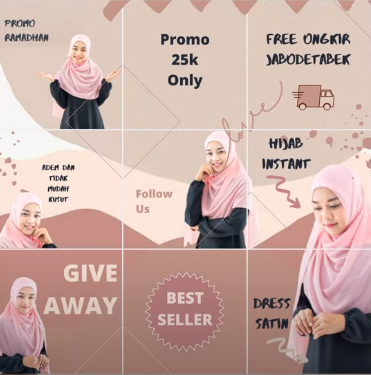 PROMO
RAMADHAN
Promo
25k
Only
FREE ONGKIR
JABODETABEK
ADEM DAN
TIDAK
MUDAH
KUSUT
Follow
Us
love
HIJAB
INSTANT
GIVE
AWAY
BEST
SELLER
DRESS
SATIN